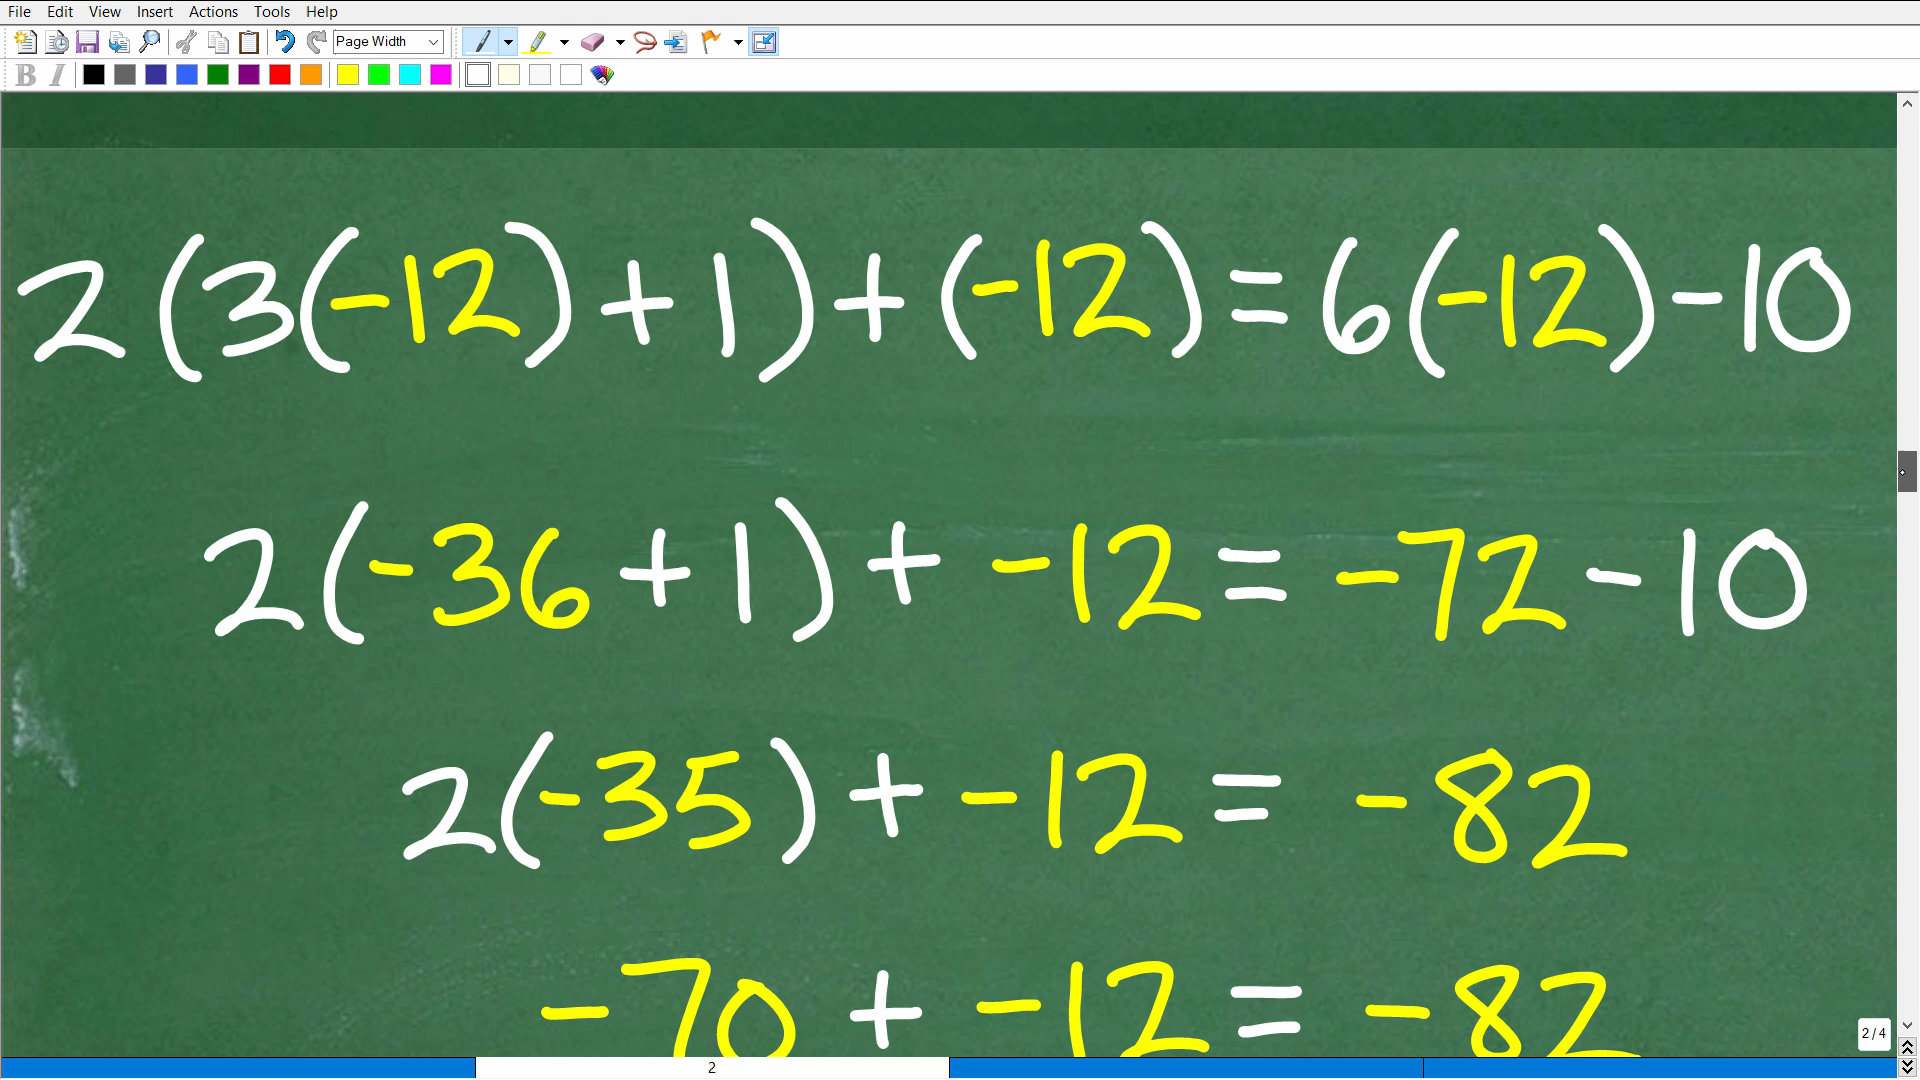 File Edit View Insert Actions Tools Help
Page Width
B I
2(3(-12)+1)+(-12)=6(-12)-10
2(-36+1)+-12=-72-10
2(-35)+-12=-82
-70+-12=-82
2/4
2